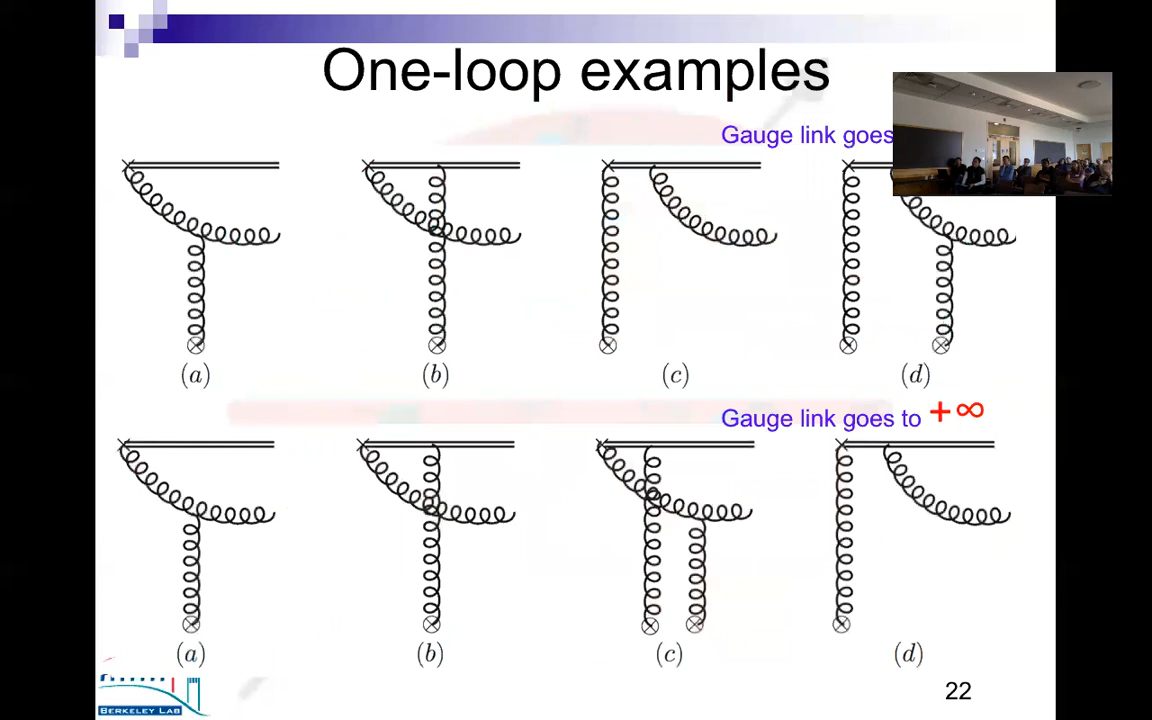 One-loop examples
Gauge link goes
(a) (b) (c) (d)
Gauge link goes to +∞
(a) (b) (c) (d)
BERKELEY LAB
22